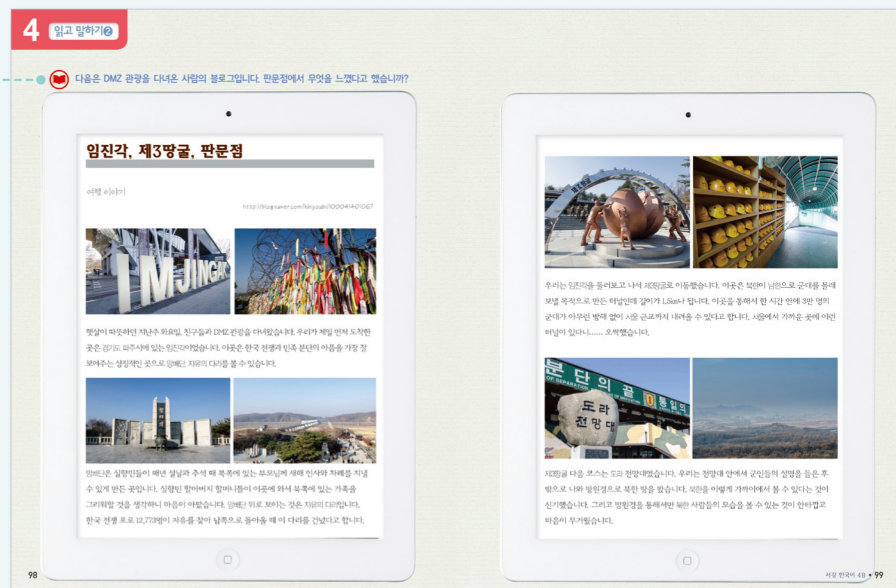 4 읽고 말하기❷
다음은 DMZ 관광을 다녀온 사람의 블로그입니다. 판문점에서 무엇을 느꼈다고 했습니까?
임진각, 제3땅굴, 판문점
여행 이야기
IMJINGAK
햇살이 따뜻하던 지난주 화요일, 친구들과 DMZ 관광을 다녀왔습니다. 우리가 제일 먼저 도착한
곳은 경기도 파주시에 있는 임진각이었습니다. 이곳은 한국 전쟁과 민족 분단의 아픔을 가장 잘
보여주는 상징적인 곳으로 망배단, 자유의 다리를 볼 수 있습니다.
망배단
망배단은 실향민들이 매년 설날과 추석 때 북쪽에 있는 부모님께 새해 인사와 차례를 지낼
수 있게 만든 곳입니다. 실향민 할아버지 할머니들이 이곳에 와서 북쪽에 있는 가족을
그리워할 것을 생각하니 마음이 아팠습니다. 망배단 뒤로 보이는 것은 자유의 다리입니다.
한국 전쟁 포로 12,773명이 자유를 찾아 남쪽으로 돌아올 때 이 다리를 건넜다고 합니다.
98
우리는 임진각을 둘러보고 나서 제3땅굴로 이동했습니다. 이곳은 북한이 남한으로 군대를 몰래
보낼 목적으로 만든 터널인데 길이가 1.5km나 됩니다. 이곳을 통해서 한 시간 안에 3만 명의
군대가 아무런 방해 없이 서울 근교까지 내려올 수 있다고 합니다. 서울에서 가까운 곳에 이런
터널이 있다니....... 오싹했습니다.
분단의 끝 통일의
OF SEPARATION
도라
전망대
제3땅굴 다음 코스는 도라 전망대였습니다. 우리는 전망대 안에서 군인들의 설명을 들은 후
밖으로 나와 망원경으로 북한 땅을 봤습니다. 북한을 이렇게 가까이에서 볼 수 있다는 것이
신기했습니다. 그리고 망원경을 통해서만 북한 사람들의 모습을 볼 수 있는 것이 안타깝고
마음이 무거웠습니다.
서강 한국어 4B • 99